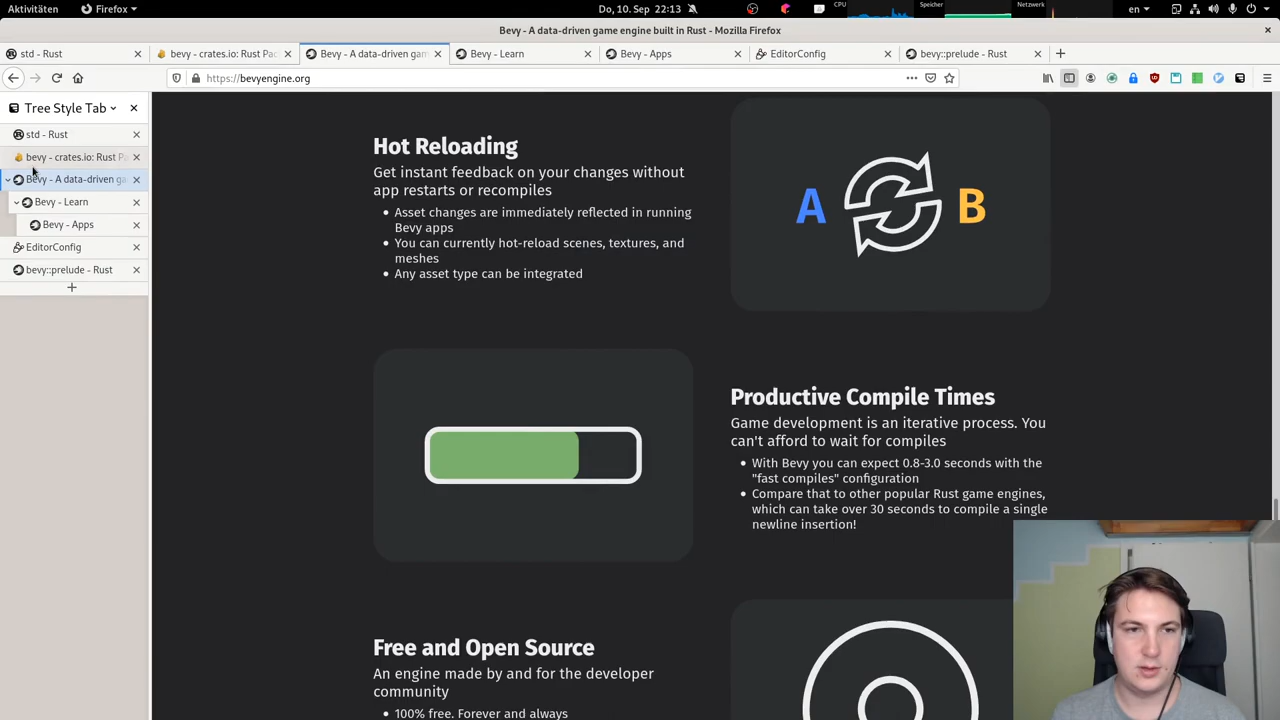 Aktivitäten Firefox Do, 10. Sep 22:13 CPU Speicher Netzwerk en
Bevy - A data-driven game engine built in Rust - Mozilla Firefox
std - Rust bevy - crates.io: Rust Pac Bevy - A data-driven gam Bevy - Learn Bevy - Apps EditorConfig bevy::prelude - Rust
https://bevyengine.org
Tree Style Tab
std - Rust
bevy - crates.io: Rust Pa
Bevy - A data-driven ga
Bevy - Learn
Bevy - Apps
EditorConfig
bevy::prelude - Rust
Hot Reloading
Get instant feedback on your changes without
app restarts or recompiles
Asset changes are immediately reflected in running
Bevy apps
You can currently hot-reload scenes, textures, and
meshes
Any asset type can be integrated
A B
Productive Compile Times
Game development is an iterative process. You
can't afford to wait for compiles
With Bevy you can expect 0.8-3.0 seconds with the
"fast compiles" configuration
Compare that to other popular Rust game engines,
which can take over 30 seconds to compile a single
newline insertion!
Free and Open Source
An engine made by and for the developer
community
100% free. Forever and always